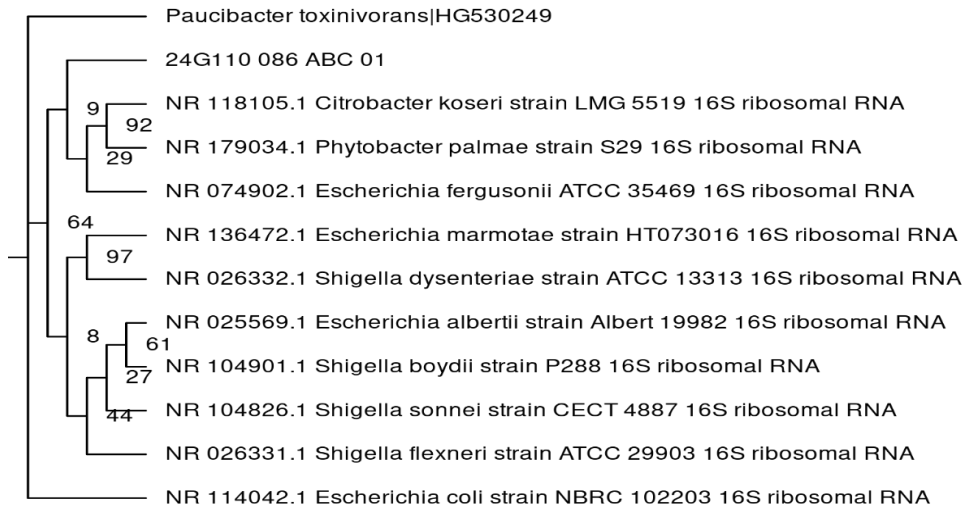 Paucibacter toxinivorans|HG530249
24G110 086 ABC 01
NR 118105.1 Citrobacter koseri strain LMG 5519 16S ribosomal RNA
9
92
NR 179034.1 Phytobacter palmae strain S29 16S ribosomal RNA
29
NR 074902.1 Escherichia fergusonii ATCC 35469 16S ribosomal RNA
64
NR 136472.1 Escherichia marmotae strain HT073016 16S ribosomal RNA
97
NR 026332.1 Shigella dysenteriae strain ATCC 13313 16S ribosomal RNA
NR 025569.1 Escherichia albertii strain Albert 19982 16S ribosomal RNA
8
61
NR 104901.1 Shigella boydii strain P288 16S ribosomal RNA
27
NR 104826.1 Shigella sonnei strain CECT 4887 16S ribosomal RNA
44
NR 026331.1 Shigella flexneri strain ATCC 29903 16S ribosomal RNA
NR 114042.1 Escherichia coli strain NBRC 102203 16S ribosomal RNA